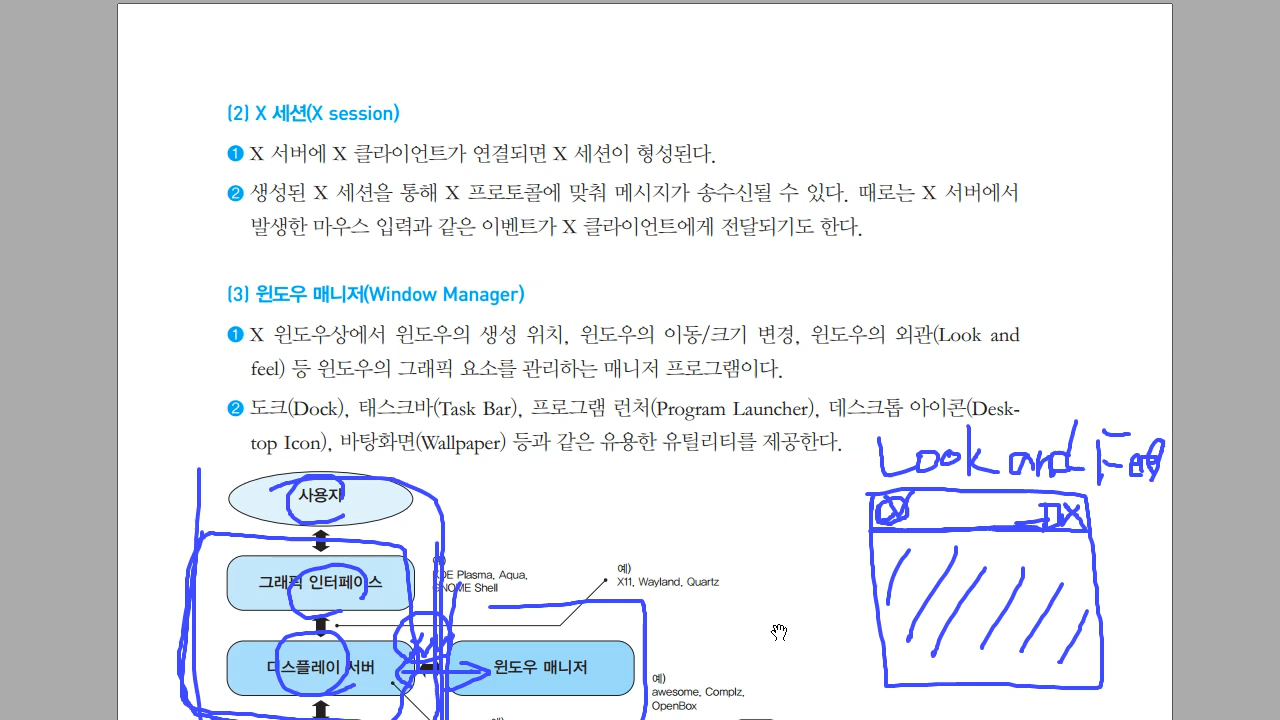 (2) X 세션(X session)
❶ X 서버에 X 클라이언트가 연결되면 X 세션이 형성된다.
❷ 생성된 X 세션을 통해 X 프로토콜에 맞춰 메시지가 송수신될 수 있다. 때로는 X 서버에서
발생한 마우스 입력과 같은 이벤트가 X 클라이언트에게 전달되기도 한다.
(3) 윈도우 매니저(Window Manager)
❶ X 윈도우상에서 윈도우의 생성 위치, 윈도우의 이동/크기 변경, 윈도우의 외관(Look and
feel) 등 윈도우의 그래픽 요소를 관리하는 매니저 프로그램이다.
❷ 도크(Dock), 태스크바(Task Bar), 프로그램 런처(Program Launcher), 데스크톱 아이콘(Desk-
top Icon), 바탕화면(Wallpaper) 등과 같은 유용한 유틸리티를 제공한다.
Look and
사용자
그래픽 인터페이스
KDE Plasma, Aqua,
GNOME Shell
예)
X11, Wayland, Quartz
디스플레이 서버
윈도우 매니저
예)
awesome, Complz,
OpenBox